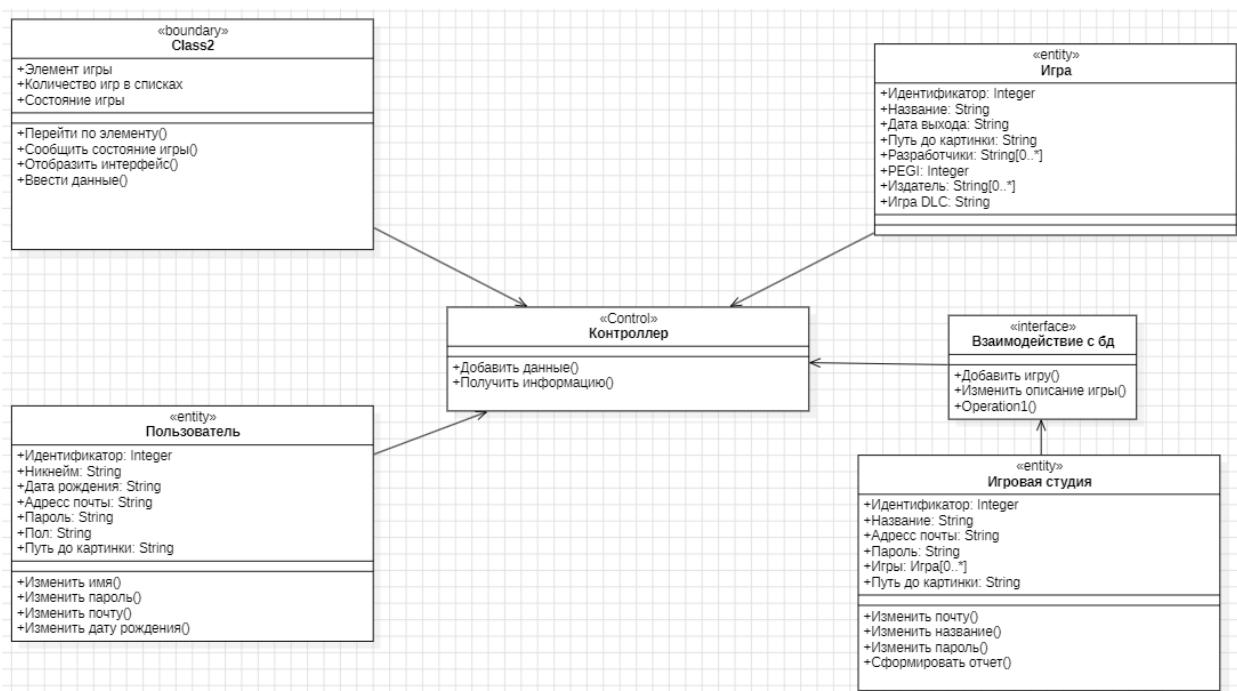 «boundary»
Class2
+Элемент игры
+Количество игр в списках
+Состояние игры
+Перейти по элементу()
+Сообщить состояние игры()
+Отобразить интерфейс()
+Ввести данные()
«entity»
Игра
+Идентификатор: Integer
+Название: String
+Дата выхода: String
+Путь до картинки: String
+Разработчики: String[0..*]
+PEGI: Integer
+Издатель: String[0..*]
+Игра DLC: String
«Control»
Контроллер
+Добавить данные()
+Получить информацию()
«interface»
Взаимодействие с бд
+Добавить игру()
+Изменить описание игры()
+Operation1()
«entity»
Пользователь
+Идентификатор: Integer
+Никнейм: String
+Дата рождения: String
+Адресс почты: String
+Пароль: String
+Пол: String
+Путь до картинки: String
+Изменить имя()
+Изменить пароль()
+Изменить почту()
+Изменить дату рождения()
«entity»
Игровая студия
+Идентификатор: Integer
+Название: String
+Адресс почты: String
+Пароль: String
+Игры: Игра[0..*]
+Путь до картинки: String
+Изменить почту()
+Изменить название()
+Изменить пароль()
+Сформировать отчет()